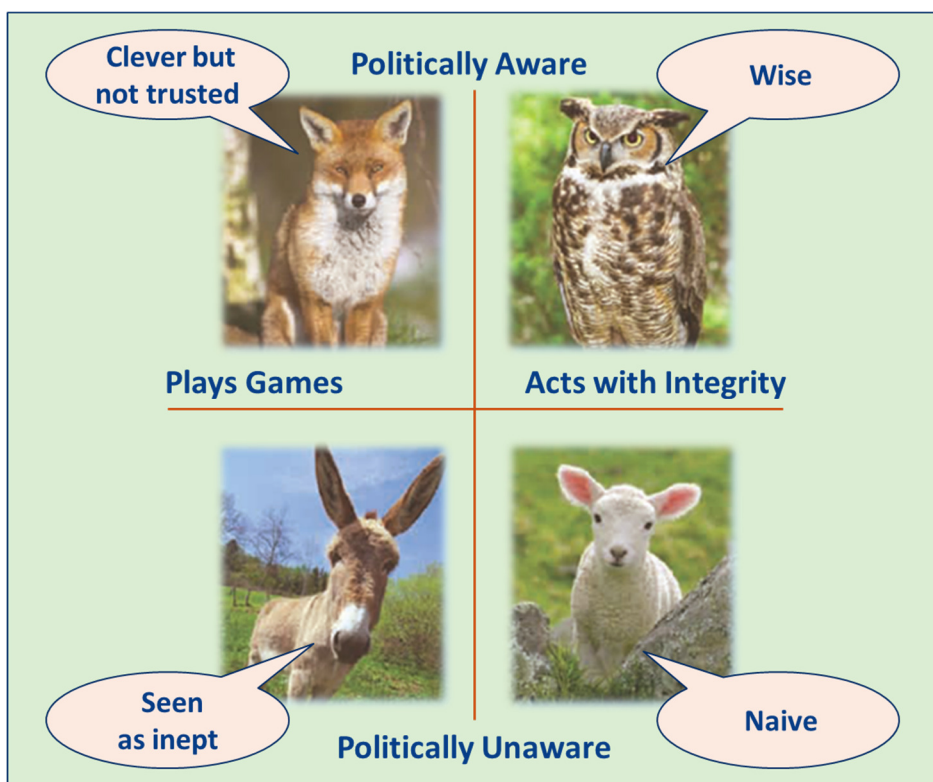 Clever but
not trusted
Politically Aware
Wise
Plays Games
Acts with Integrity
Seen
as inept
Politically Unaware
Naive